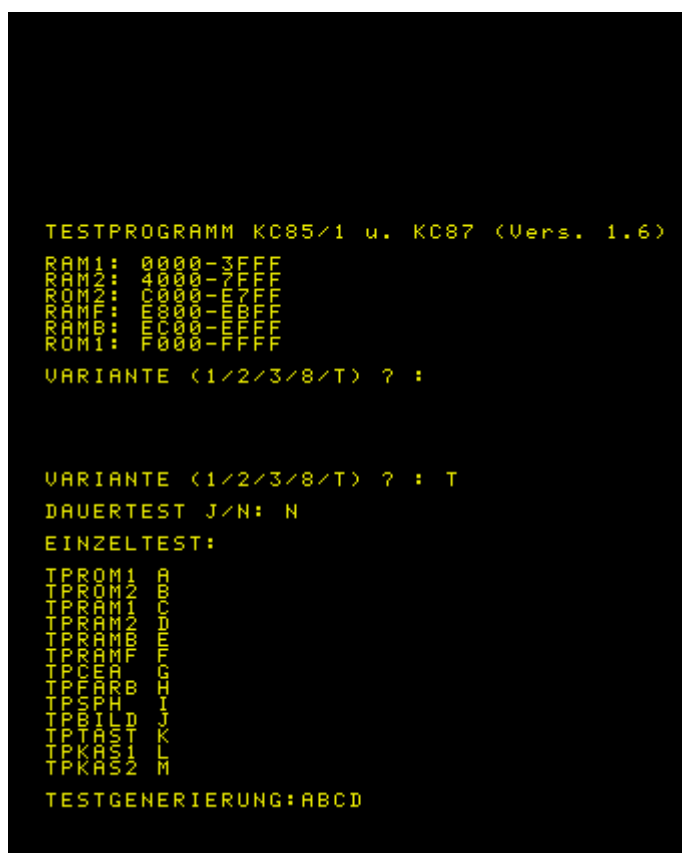 TESTPROGRAMM KC85/1 u. KC87 (Vers. 1.6)
RAM1: 0000-3FFF
RAM2: 4000-7FFF
ROM2: C000-E7FF
RAMF: E800-EBFF
RAMB: EC00-EFFF
ROM1: F000-FFFF
VARIANTE (1/2/3/8/T) ? :
VARIANTE (1/2/3/8/T) ? : T
DAUERTEST J/N: N
EINZELTEST:
TPROM1 A
TPROM2 B
TPRAM1 C
TPRAM2 D
TPRAMB E
TPRAMF F
TPCEA G
TPFARB H
TPSPH I
TPBILD J
TPTAST K
TPKAS1 L
TPKAS2 M
TESTGENERIERUNG:ABCD